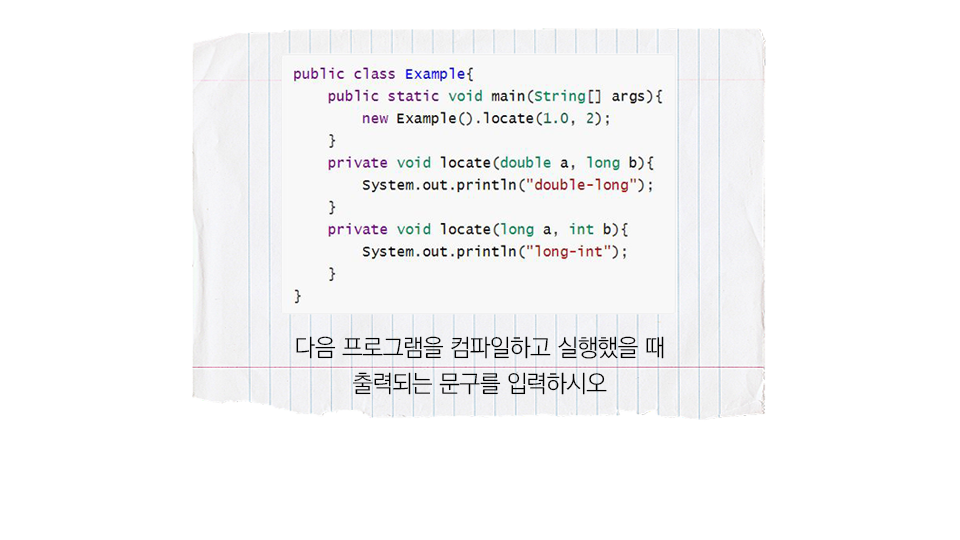 public class Example{
public static void main(String[] args){
new Example().locate(1.0, 2);
}
private void locate(double a, long b){
System.out.println("double-long");
}
private void locate(long a, int b){
System.out.println("long-int");
}
}
다음 프로그램을 컴파일하고 실행했을 때
출력되는 문구를 입력하시오